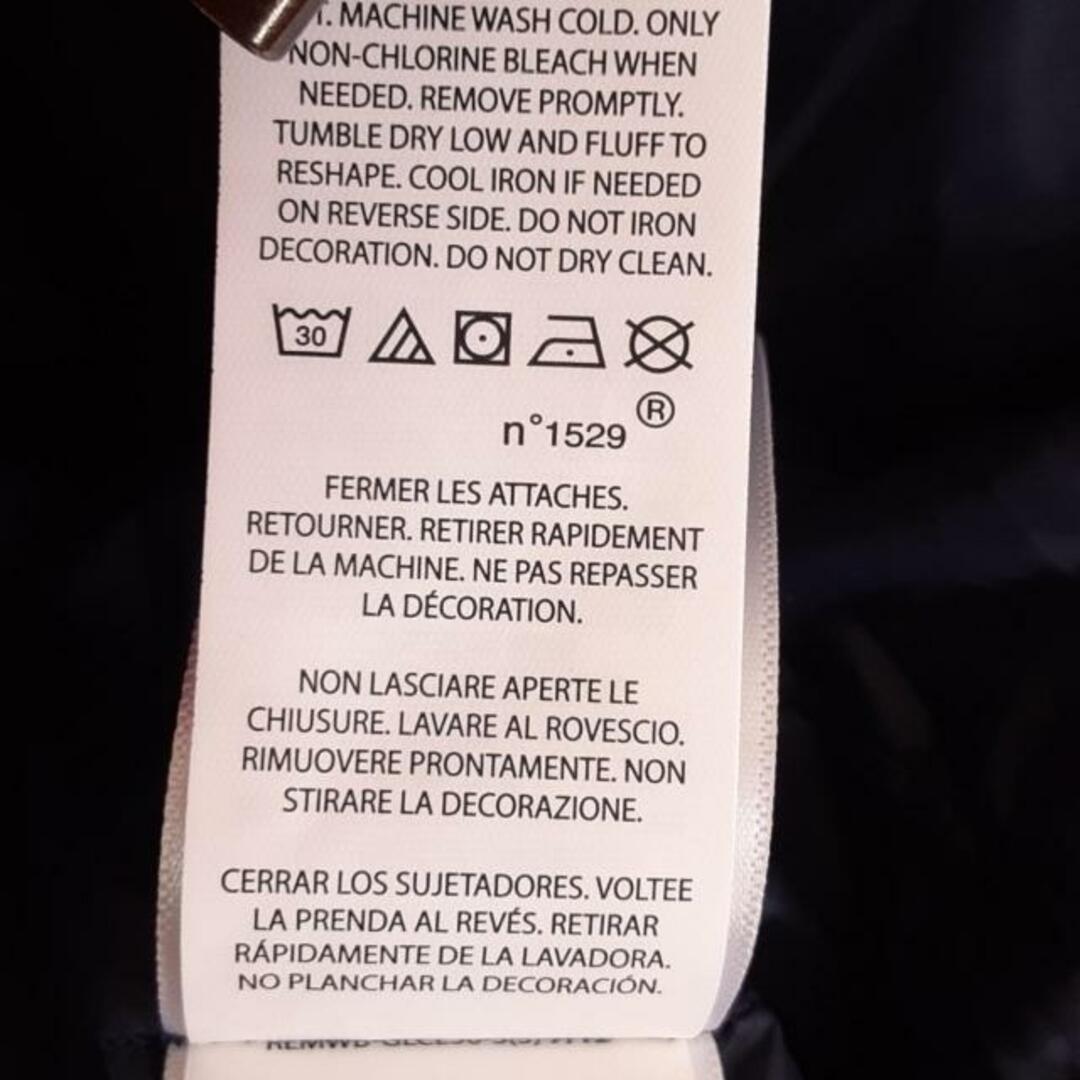 MACHINE WASH COLD. ONLY
NON-CHLORINE BLEACH WHEN
NEEDED. REMOVE PROMPTLY.
TUMBLE DRY LOW AND FLUFF TO
RESHAPE. COOL IRON IF NEEDED
ON REVERSE SIDE. DO NOT IRON
DECORATION. DO NOT DRY CLEAN.
30
n°1529 ®
FERMER LES ATTACHES.
RETOURNER. RETIRER RAPIDEMENT
DE LA MACHINE. NE PAS REPASSER
LA DÉCORATION.
NON LASCIARE APERTE LE
CHIUSURE. LAVARE AL ROVESCIO.
RIMUOVERE PRONTAMENTE. NON
STIRARE LA DECORAZIONE.
CERRAR LOS SUJETADORES. VOLTEE
LA PRENDA AL REVÉS. RETIRAR
RÁPIDAMENTE DE LA LAVADORA.
NO PLANCHAR LA DECORACIÓN.